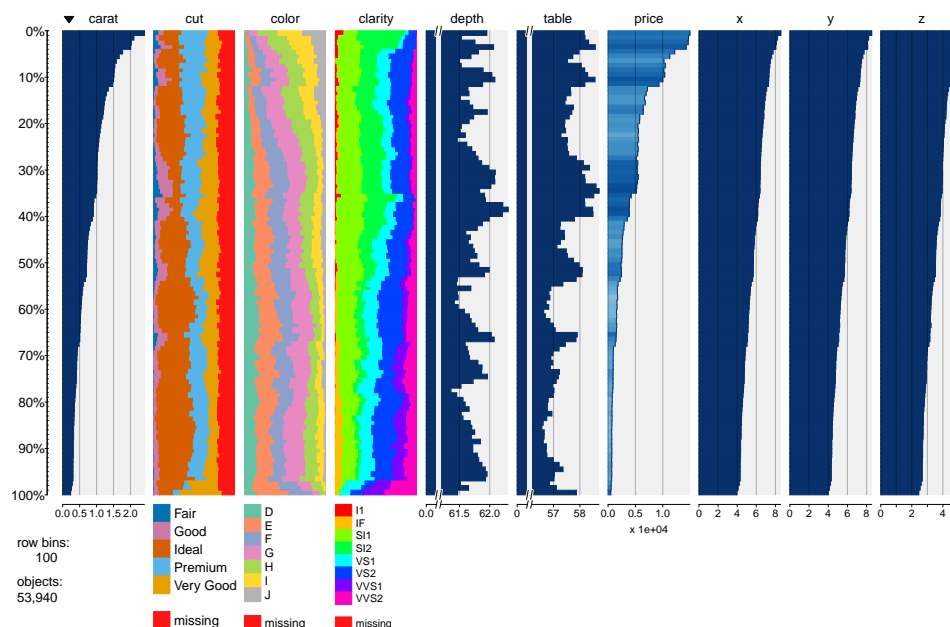 carat cut color clarity depth table price x y z
0%
10%
20%
30%
40%
50%
60%
70%
80%
90%
100%
0.0 0.5 1.0 1.5 2.0
0.0 61.5 62.0
0.0 57 58
0.0 0.5 1.0
x 1e+04
0 2 4 6 8
0 2 4 6 8
0 2 4
row bins:
100
objects:
53,940
Fair
Good
Ideal
Premium
Very Good
missing
D
E
F
G
H
I
J
missing
I1
IF
SI1
SI2
VS1
VS2
VVS1
VVS2
missing